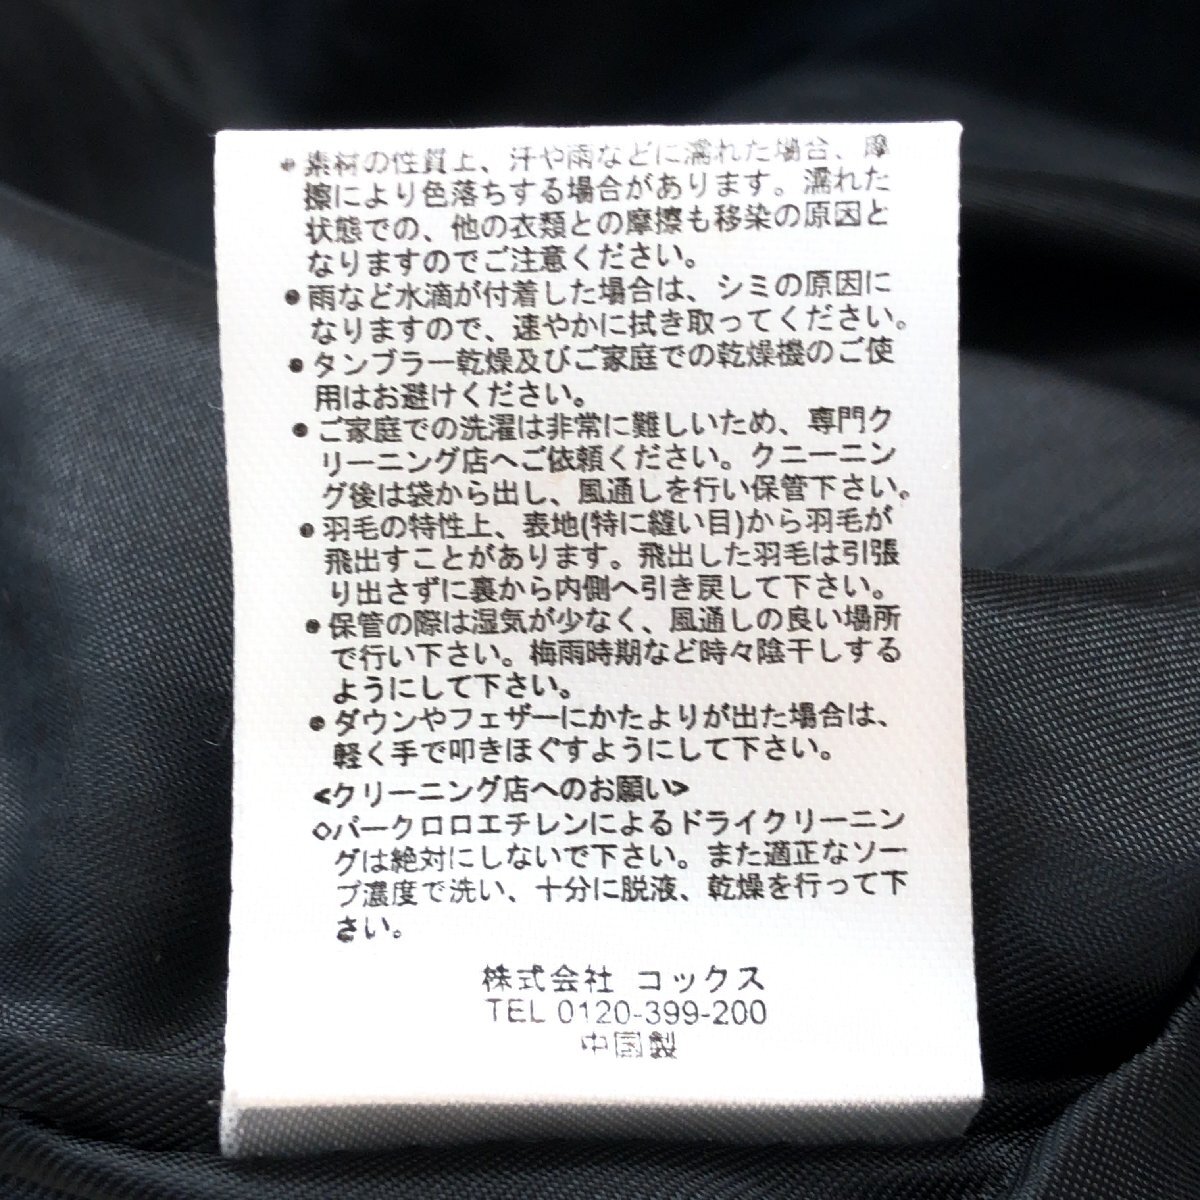 ● 素材の性質上、汗や雨などに濡れた場合、摩
擦により色落ちする場合があります。濡れた
状態での、他の衣類との摩擦も移染の原因と
なりますのでご注意ください。
● 雨など水滴が付着した場合は、シミの原因に
なりますので、速やかに拭き取ってください。
● タンブラー乾燥及びご家庭での乾燥機のご使
用はお避けください。
● ご家庭での洗濯は非常に難しいため、専門ク
リーニング店へご依頼ください。クニーニン
グ後は袋から出し、風通しを行い保管下さい。
● 羽毛の特性上、表地(特に縫い目)から羽毛が
飛出すことがあります。飛出した羽毛は引張
り出さずに裏から内側へ引き戻して下さい。
● 保管の際は湿気が少なく、風通しの良い場所
で行い下さい。梅雨時期など時々陰干しする
ようにして下さい。
● ダウンやフェザーにかたよりが出た場合は、
軽く手で叩きほぐすようにして下さい。
<クリーニング店へのお願い>
◇パークロロエチレンによるドライクリーニン
グは絶対にしないで下さい。また適正なソー
プ濃度で洗い、十分に脱液、乾燥を行って下
さい。
株式会社 コックス
TEL 0120-399-200
中国製